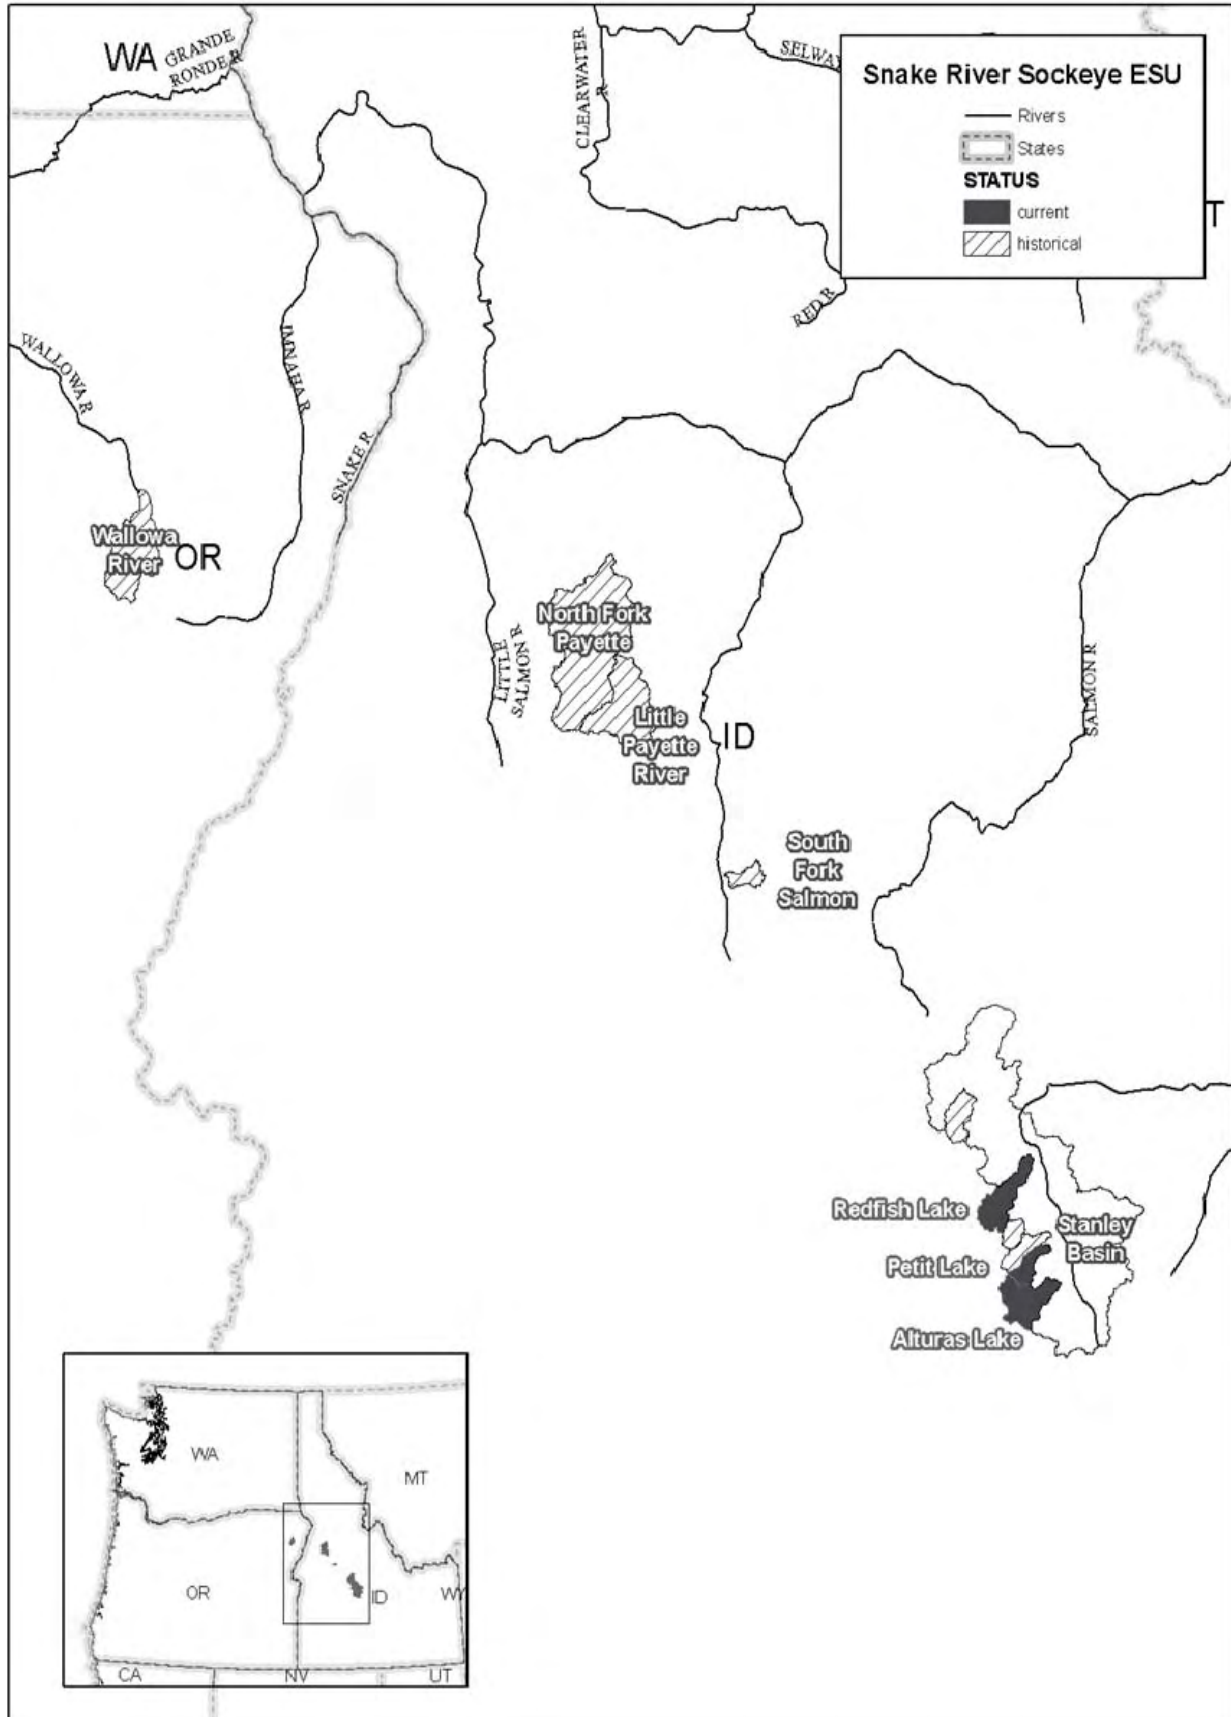 WA
GRANDE
RONDE R
CLEARWATER
R
SELWA
Snake River Sockeye ESU
Rivers
States
STATUS
current
historical
T
RED R
WALLOWA R
IMNAHA R
SNAKE R
Wallowa
River
OR
North Fork
Payette
LITTLE
SALMON R
Little
Payette
River
ID
SALMON R
South
Fork
Salmon
Redfish Lake
Stanley
Basin
Petit Lake
Alturas Lake
WA
MT
OR
ID
WY
CA
NV
UT